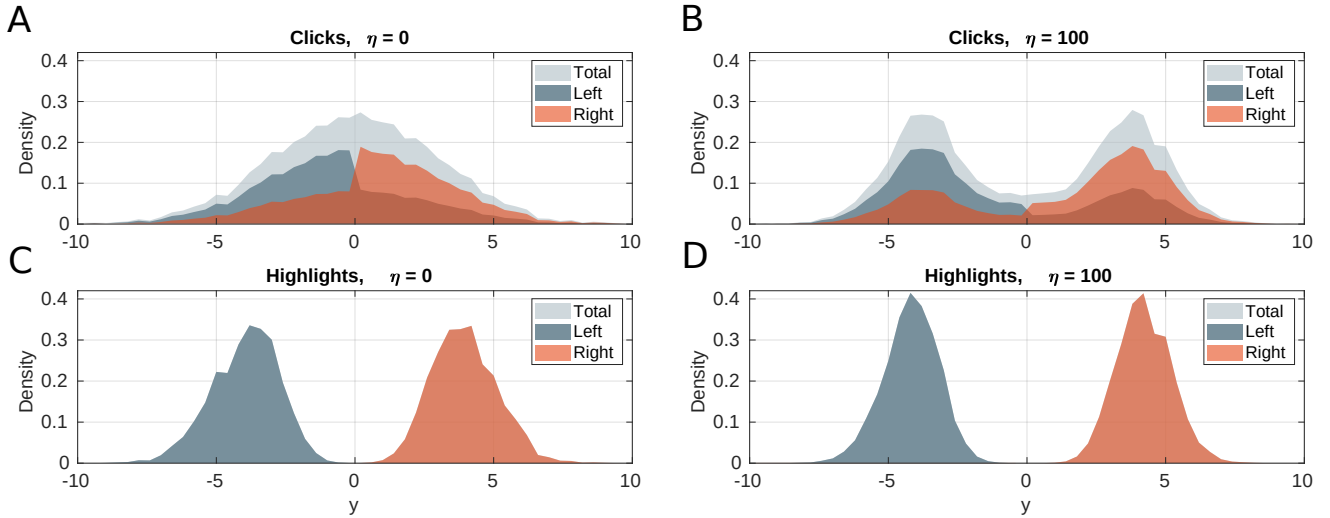 A
Clicks, η = 0
Density
0.4
0.3
0.2
0.1
0
-10
-5
0
5
10
Total
Left
Right
B
Clicks, η = 100
Density
0.4
0.3
0.2
0.1
0
-10
-5
0
5
10
Total
Left
Right
C
Highlights, η = 0
Density
0.4
0.3
0.2
0.1
0
-10
-5
0
5
10
y
Total
Left
Right
D
Highlights, η = 100
Density
0.4
0.3
0.2
0.1
0
-10
-5
0
5
10
y
Total
Left
Right